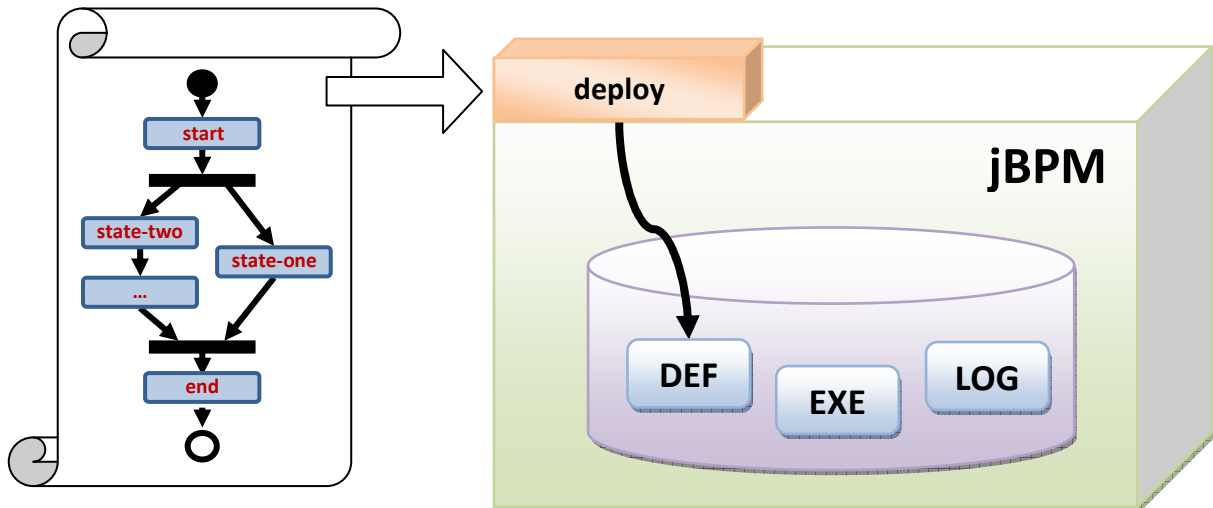 start
state-two
state-one
...
end
deploy
jBPM
DEF
EXE
LOG